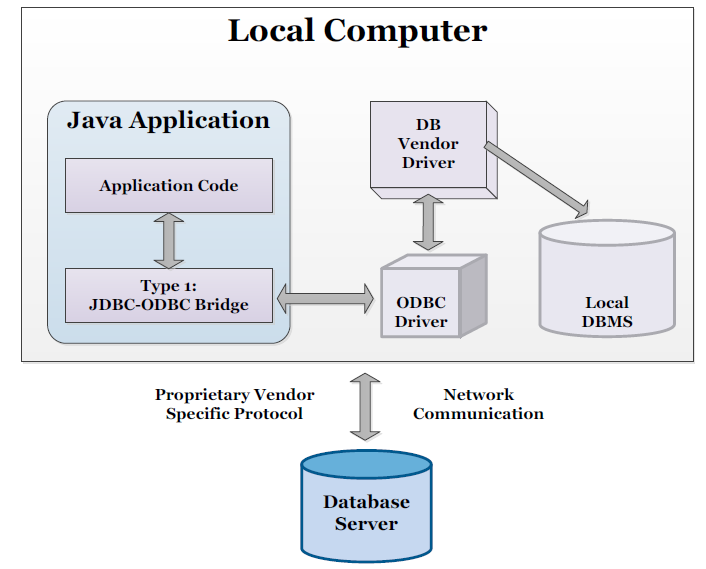 Local Computer
Java Application
Application Code
Type 1:
JDBC-ODBC Bridge
DB
Vendor
Driver
ODBC
Driver
Local
DBMS
Proprietary Vendor
Specific Protocol
Network
Communication
Database
Server